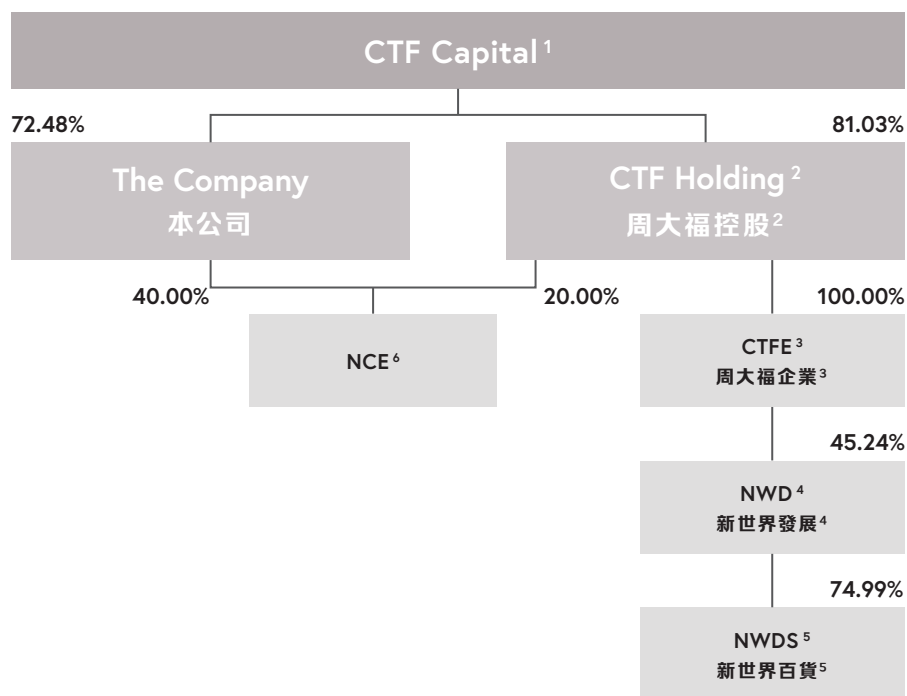 CTF Capital ¹
72.48%
81.03%
The Company
本公司
CTF Holding ²
周大福控股²
40.00%
20.00%
100.00%
NCE ⁶
CTFE ³
周大福企業³
45.24%
NWD ⁴
新世界發展⁴
74.99%
NWDS ⁵
新世界百貨⁵